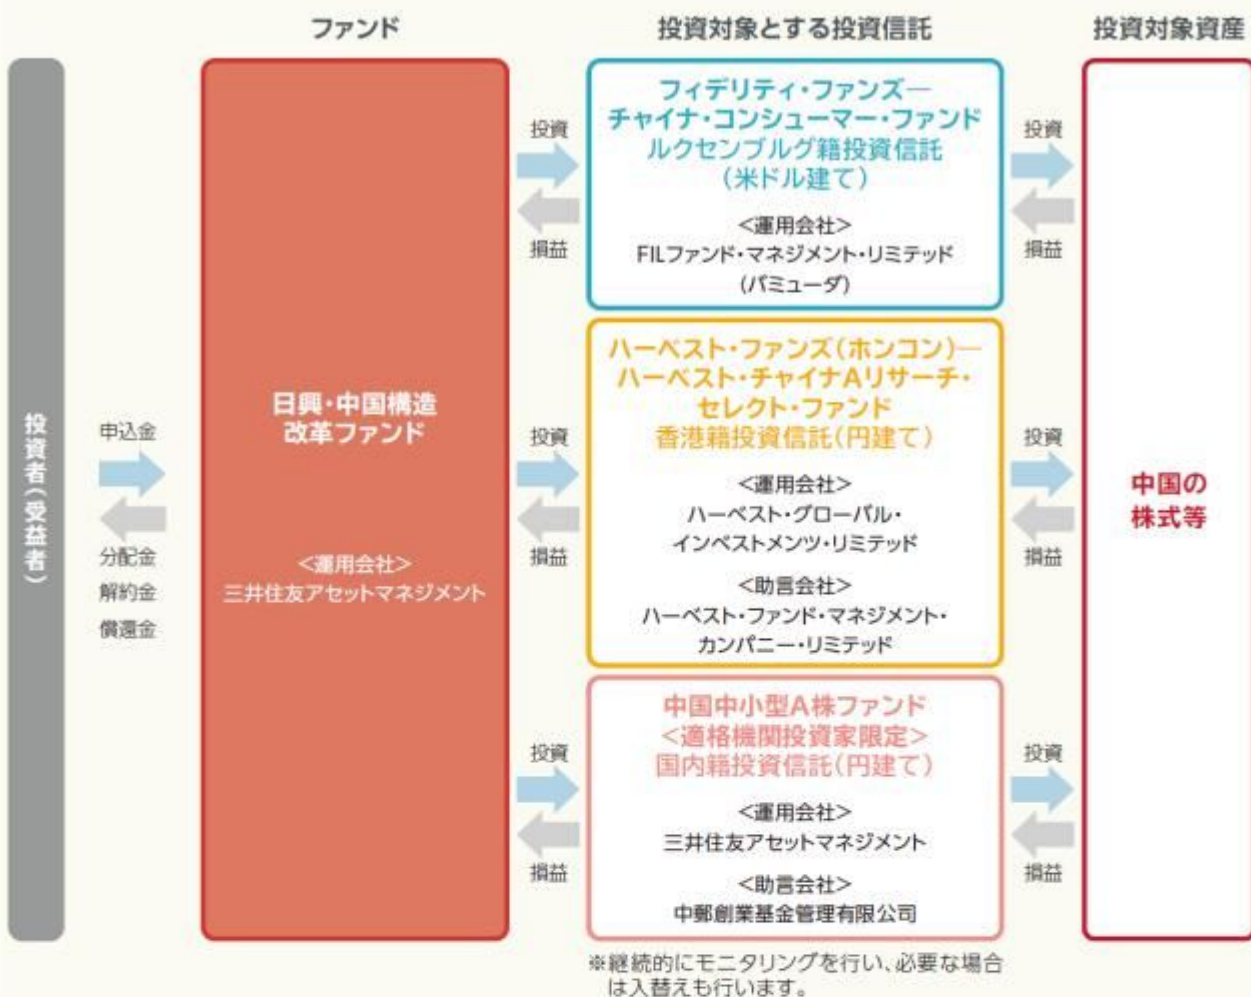 ファンド
投資対象とする投資信託
投資対象資産
投資者(受益者)
申込金
分配金
解約金
償還金
日興・中国構造
改革ファンド
<運用会社>
三井住友アセットマネジメント
投資
損益
フィデリティ・ファンズ―
チャイナ・コンシューマー・ファンド
ルクセンブルグ籍投資信託
(米ドル建て)
<運用会社>
FILファンド・マネジメント・リミテッド
(バミューダ)
投資
損益
投資
損益
ハーベスト・ファンズ(ホンコン)―
ハーベスト・チャイナAリサーチ・
セレクト・ファンド
香港籍投資信託(円建て)
<運用会社>
ハーベスト・グローバル・
インベストメンツ・リミテッド
<助言会社>
ハーベスト・ファンド・マネジメント・
カンパニー・リミテッド
投資
損益
投資
損益
中国中小型A株ファンド
<適格機関投資家限定>
国内籍投資信託(円建て)
<運用会社>
三井住友アセットマネジメント
<助言会社>
中郵創業基金管理有限公司
投資
損益
中国の
株式等
※継続的にモニタリングを行い、必要な場合
は入替えも行います。